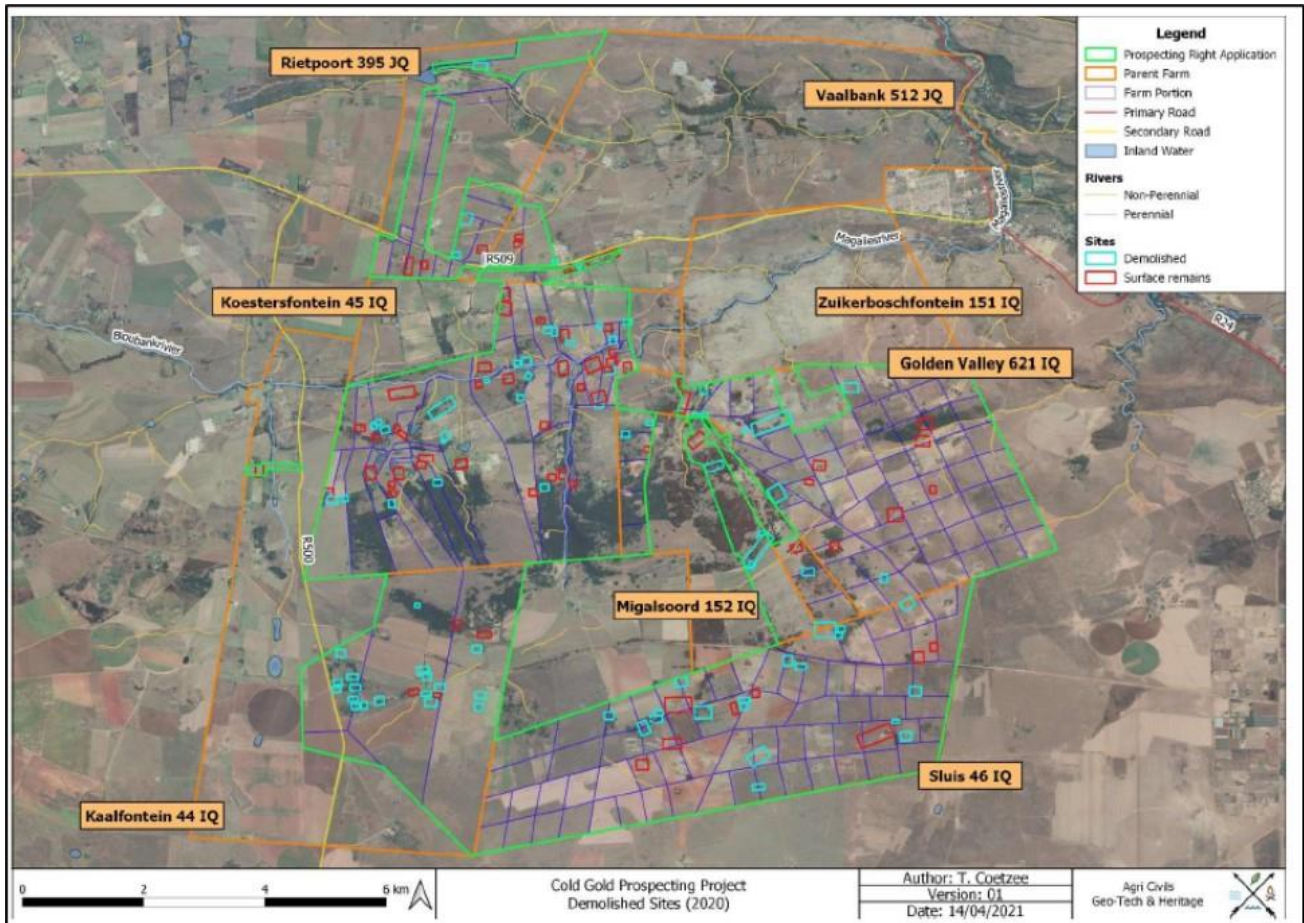 Rietpoort 395 JQ
Vaalbank 512 JQ
Legend
Prospecting Right Application
Parent Farm
Farm Portion
Primary Road
Secondary Road
Inland Water
Rivers
Non-Perennial
Perennial
Sites
Demolished
Surface remains
Magaliesriver
Magaliesriver
R509
Koestersfontein 45 IQ
Zuikerboschfontein 151 IQ
R24
Bloubankrivier
Golden Valley 621 IQ
R500
Migalsoord 152 IQ
Sluis 46 IQ
Kaalfontein 44 IQ
0 2 4 6 km
Cold Gold Prospecting Project
Demolished Sites (2020)
Author: T. Coetzee
Version: 01
Date: 14/04/2021
Agri Civils
Geo-Tech & Heritage